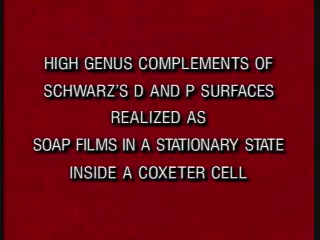 HIGH GENUS COMPLEMENTS OF
SCHWARZ'S D AND P SURFACES
REALIZED AS
SOAP FILMS IN A STATIONARY STATE
INSIDE A COXETER CELL